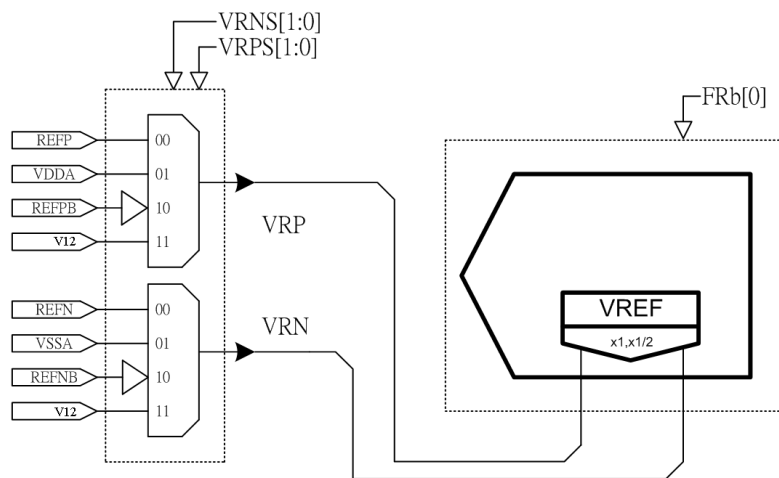 VRNS[1:0]
VRPS[1:0]
FRb[0]
REFP
00
VDDA
01
REFPB
10
V12
11
VRP
REFN
00
VSSA
01
REFNB
10
V12
11
VRN
VREF
x1,x1/2